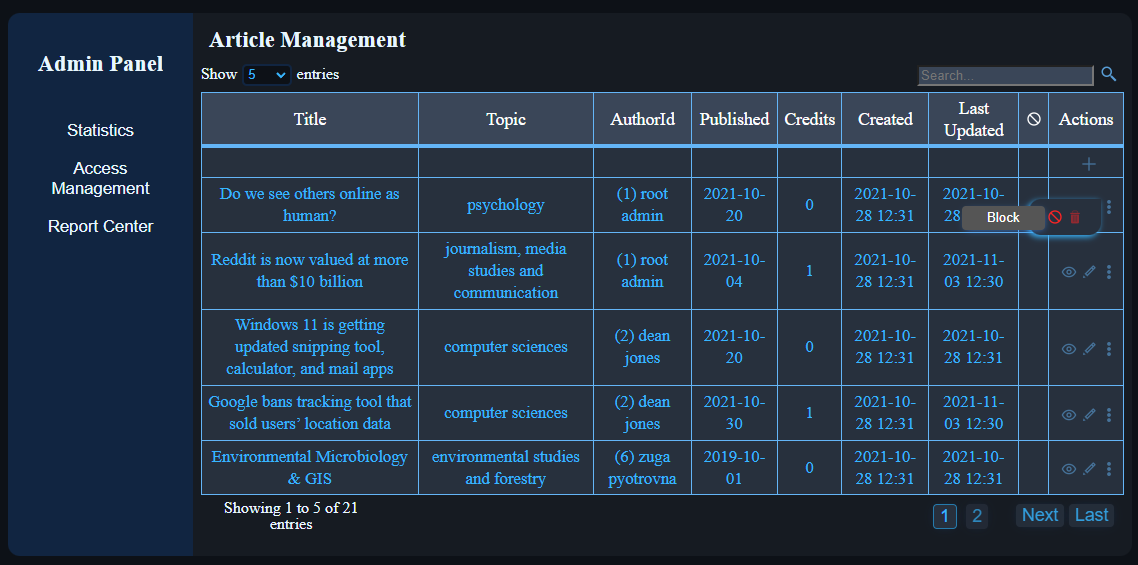 Admin Panel
Statistics
Access
Management
Report Center
Article Management
Show 5 entries
Search...
Title Topic AuthorId Published Credits Created Last Updated Actions
Do we see others online as
human?
psychology
(1) root
admin
2021-10-
20
0
2021-10-
28 12:31
2021-10-
28
Block
Reddit is now valued at more
than $10 billion
journalism, media
studies and
communication
(1) root
admin
2021-10-
04
1
2021-10-
28 12:31
2021-11-
03 12:30
Windows 11 is getting
updated snipping tool,
calculator, and mail apps
computer sciences
(2) dean
jones
2021-10-
20
0
2021-10-
28 12:31
2021-10-
28 12:31
Google bans tracking tool that
sold users’ location data
computer sciences
(2) dean
jones
2021-10-
30
1
2021-10-
28 12:31
2021-11-
03 12:30
Environmental Microbiology
& GIS
environmental studies
and forestry
(6) zuga
pyotrovna
2019-10-
01
0
2021-10-
28 12:31
2021-10-
28 12:31
Showing 1 to 5 of 21
entries
1 2 Next Last